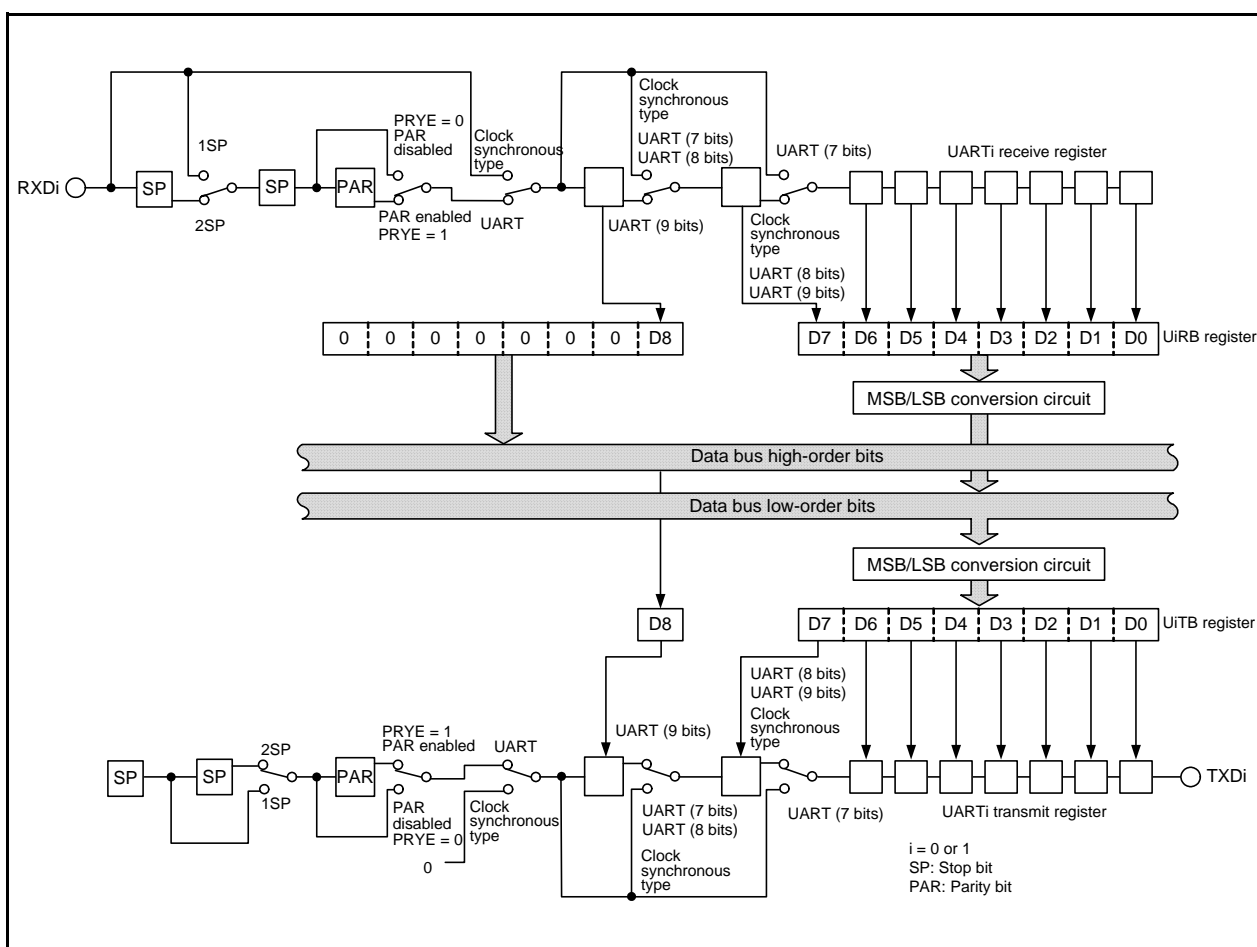 Clock
synchronous
type
PRYE = 0
PAR
disabled
Clock
synchronous
type
1SP
UART (7 bits)
UART (8 bits)
UART (7 bits)
UARTi receive register
RXDi
SP
SP
PAR
2SP
PAR enabled
PRYE = 1
UART
UART (9 bits)
Clock
synchronous
type
UART (8 bits)
UART (9 bits)
0 0 0 0 0 0 0 D8
D7 D6 D5 D4 D3 D2 D1 D0
UiRB register
MSB/LSB conversion circuit
Data bus high-order bits
Data bus low-order bits
MSB/LSB conversion circuit
D8
D7 D6 D5 D4 D3 D2 D1 D0
UiTB register
UART (8 bits)
UART (9 bits)
Clock
synchronous
type
PRYE = 1
PAR enabled
UART
UART (9 bits)
2SP
SP
SP
PAR
TXDi
1SP
PAR
disabled
PRYE = 0
0
Clock
synchronous
type
UART (7 bits)
UART (8 bits)
UART (7 bits)
UARTi transmit register
Clock
synchronous
type
i = 0 or 1
SP: Stop bit
PAR: Parity bit